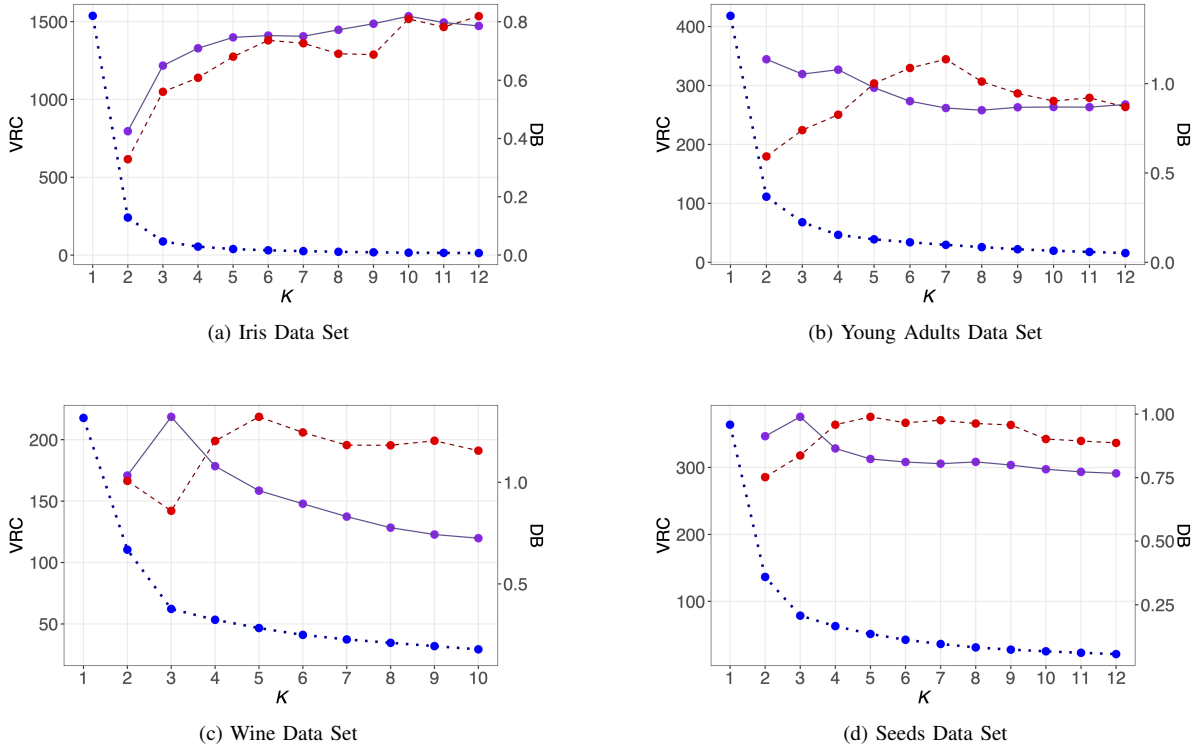 1500
1000
500
0
VRC
0.8
0.6
0.4
0.2
0.0
DB
1 2 3 4 5 6 7 8 9 10 11 12
K
(a) Iris Data Set
400
300
200
100
0
VRC
1.0
0.5
0.0
DB
1 2 3 4 5 6 7 8 9 10 11 12
K
(b) Young Adults Data Set
200
150
100
50
VRC
1.0
0.5
DB
1 2 3 4 5 6 7 8 9 10
K
(c) Wine Data Set
300
200
100
VRC
1.00
0.75
0.50
0.25
DB
1 2 3 4 5 6 7 8 9 10 11 12
K
(d) Seeds Data Set